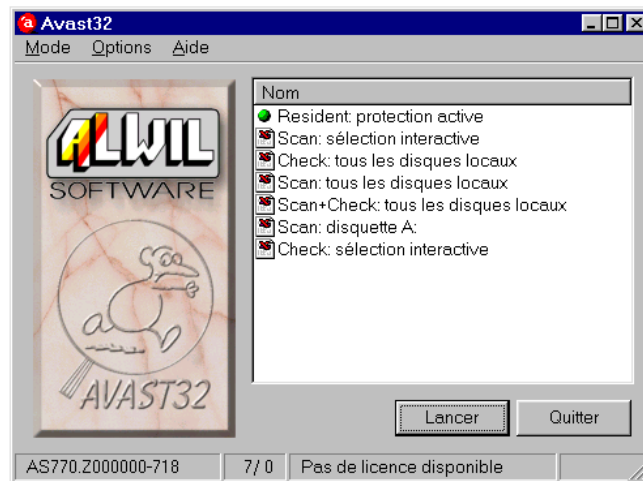 Avast32
Mode Options Aide
ALWIL
SOFTWARE
AVAST32
Nom
Resident: protection active
Scan: sélection interactive
Check: tous les disques locaux
Scan: tous les disques locaux
Scan+Check: tous les disques locaux
Scan: disquette A:
Check: sélection interactive
Lancer Quitter
AS770.Z000000-718 7/ 0 Pas de licence disponible